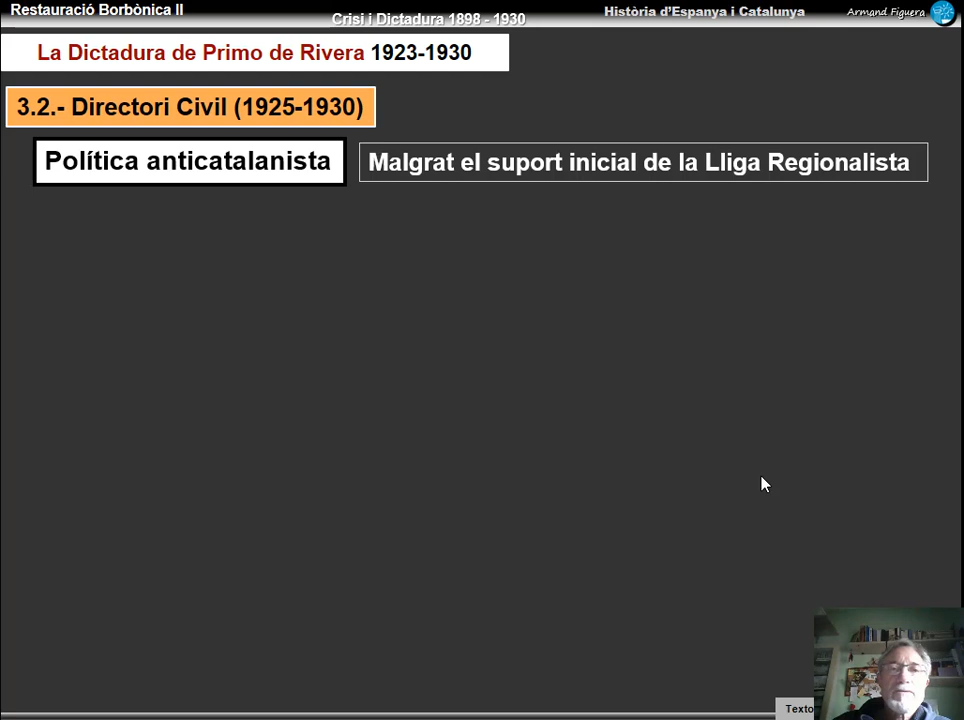 Restauració Borbònica II
Crisi i Dictadura 1898 - 1930
Història d'Espanya i Catalunya
Armand Figuera
La Dictadura de Primo de Rivera 1923-1930
3.2.- Directori Civil (1925-1930)
Política anticatalanista
Malgrat el suport inicial de la Lliga Regionalista
Texto